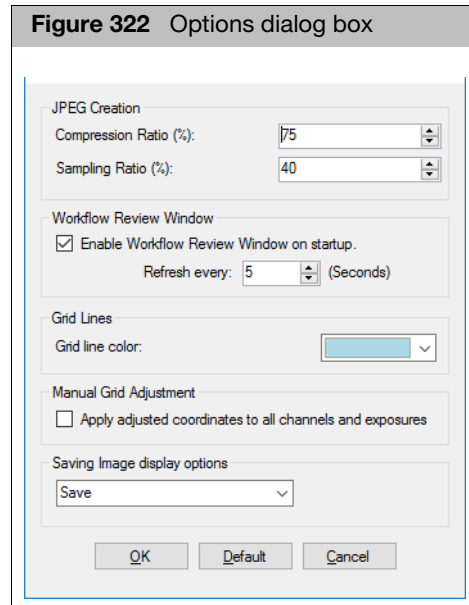 Figure 322 Options dialog box
JPEG Creation
Compression Ratio (%): 75
Sampling Ratio (%): 40
Workflow Review Window
Enable Workflow Review Window on startup.
Refresh every: 5 (Seconds)
Grid Lines
Grid line color:
Manual Grid Adjustment
Apply adjusted coordinates to all channels and exposures
Saving Image display options
Save
OK Default Cancel